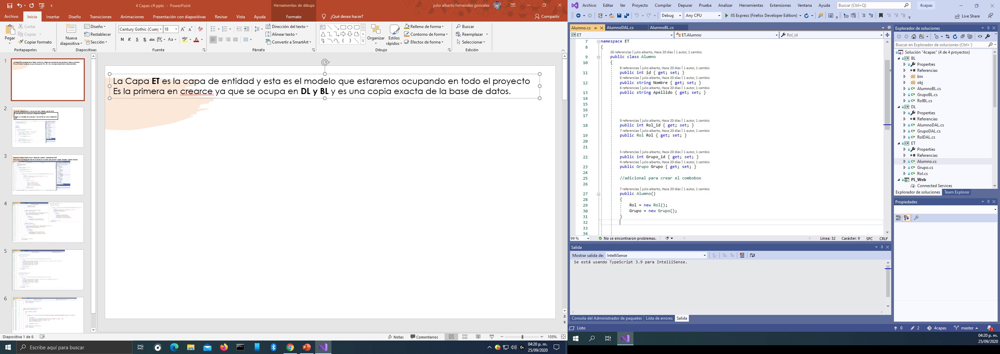 4 Capas c#.pptx - PowerPoint
Herramientas de dibujo
julio alberto fernandez gonzalez
Archivo Inicio Insertar Diseño Transiciones Animaciones Presentación con diapositivas Revisar Vista Ayuda Formato ¿Qué desea hacer? Compartir
Pegar
Cortar
Copiar
Copiar formato
Portapapeles
Nueva diapositiva
Diseño
Restablecer
Sección
Diapositivas
Century Gothic (Cuerp 18
N K S S abc AV Aa A
Fuente
Dirección del texto
Alinear texto
Convertir a SmartArt
Párrafo
Organizar
Estilos rápidos
Relleno de forma
Contorno de forma
Efectos de forma
Dibujo
Buscar
Reemplazar
Seleccionar
Edición
1
2
3
4
5
6
La Capa ET es la capa de entidad y esta es el modelo que estaremos ocupando en todo el proyecto
Es la primera en crearce ya que se ocupa en DL y BL y es una copia exacta de la base de datos.
Diapositiva 1 de 6
Notas Comentarios 105%
Escribe aquí para buscar
04:20 p. m.
25/09/2020
Archivo Editar Ver Proyecto Compilar Depurar Prueba Analizar Herramientas Extensiones Ventana Ayuda Buscar (Ctrl+Q) 4capas
Debug Any CPU IIS Express (Firefox Developer Edition) Live Share
Alumno.cs AlumnoDAL.cs AlumnoBL.cs
ET ET.Alumno Rol_id
7 namespace ET
8 {
26 referencias | julio alberto, Hace 20 días | 1 autor, 1 cambio
9 public class Alumno
10 {
8 referencias | julio alberto, Hace 20 días | 1 autor, 1 cambio
11 public int id { get; set; }
6 referencias | julio alberto, Hace 20 días | 1 autor, 1 cambio
12 public string Nombre { get; set; }
6 referencias | julio alberto, Hace 20 días | 1 autor, 1 cambio
13 public string Apellido { get; set; }
14
15
16
17
9 referencias | julio alberto, Hace 20 días | 1 autor, 1 cambio
18 public int Rol_id { get; set; }
7 referencias | julio alberto, Hace 20 días | 1 autor, 1 cambio
19 public Rol Rol { get; set; }
20
21
5 referencias | julio alberto, Hace 20 días | 1 autor, 1 cambio
22 public int Grupo_id { get; set; }
4 referencias | julio alberto, Hace 20 días | 1 autor, 1 cambio
23 public Grupo Grupo { get; set; }
24
25 //adicional para crear el combobox
26
7 referencias | julio alberto, Hace 20 días | 1 autor, 1 cambio
27 public Alumno()
28 {
29 Rol = new Rol();
30 Grupo = new Grupo();
31 }
32
33
34
99 % No se encontraron problemas. Línea: 32 Carácter: 9 SPC CRLF
Salida
Mostrar salida de: IntelliSense
Se está usando TypeScript 3.9 para IntelliSense.
Consola del Administrador de paquetes Lista de errores Salida
Explorador de soluciones
Buscar en Explorador de soluciones (Ctrl+´)
Solución "4capas" (4 de 4 proyectos)
BL
Properties
Referencias
bin
obj
AlumnoBL.cs
GrupoBL.cs
RolBL.cs
DL
Properties
Referencias
AlumnoDAL.cs
GrupoDAL.cs
RolDAL.cs
ET
Properties
Referencias
Alumno.cs
Grupo.cs
Rol.cs
PL_Web
Connected Services
Explorador de soluciones Team Explorer
Propiedades
Listo 0 2 4capas master 3
04:20 p. m.
25/09/2020